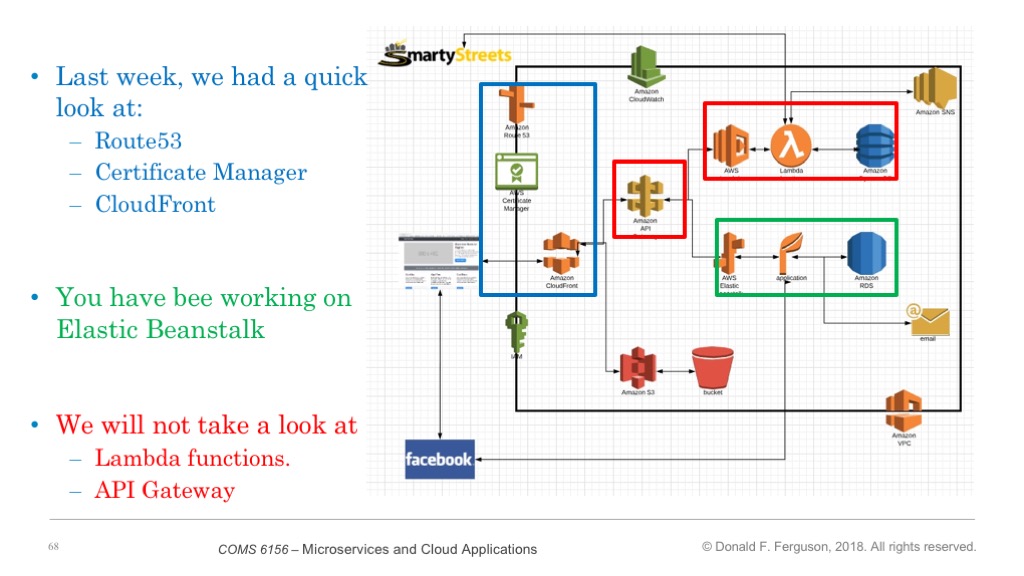 • Last week, we had a quick
look at:
– Route53
– Certificate Manager
– CloudFront
• You have bee working on
Elastic Beanstalk
• We will not take a look at
– Lambda functions.
– API Gateway
SmartyStreets
Amazon
CloudWatch
Amazon SNS
Amazon
Route 53
AWS
Lambda
Amazon
AWS
Certificate
Manager
Amazon
API
Amazon
CloudFront
AWS
Elastic
application
Amazon
RDS
email
IAM
Amazon S3
bucket
Amazon
VPC
facebook
68
COMS 6156 – Microservices and Cloud Applications
© Donald F. Ferguson, 2018. All rights reserved.